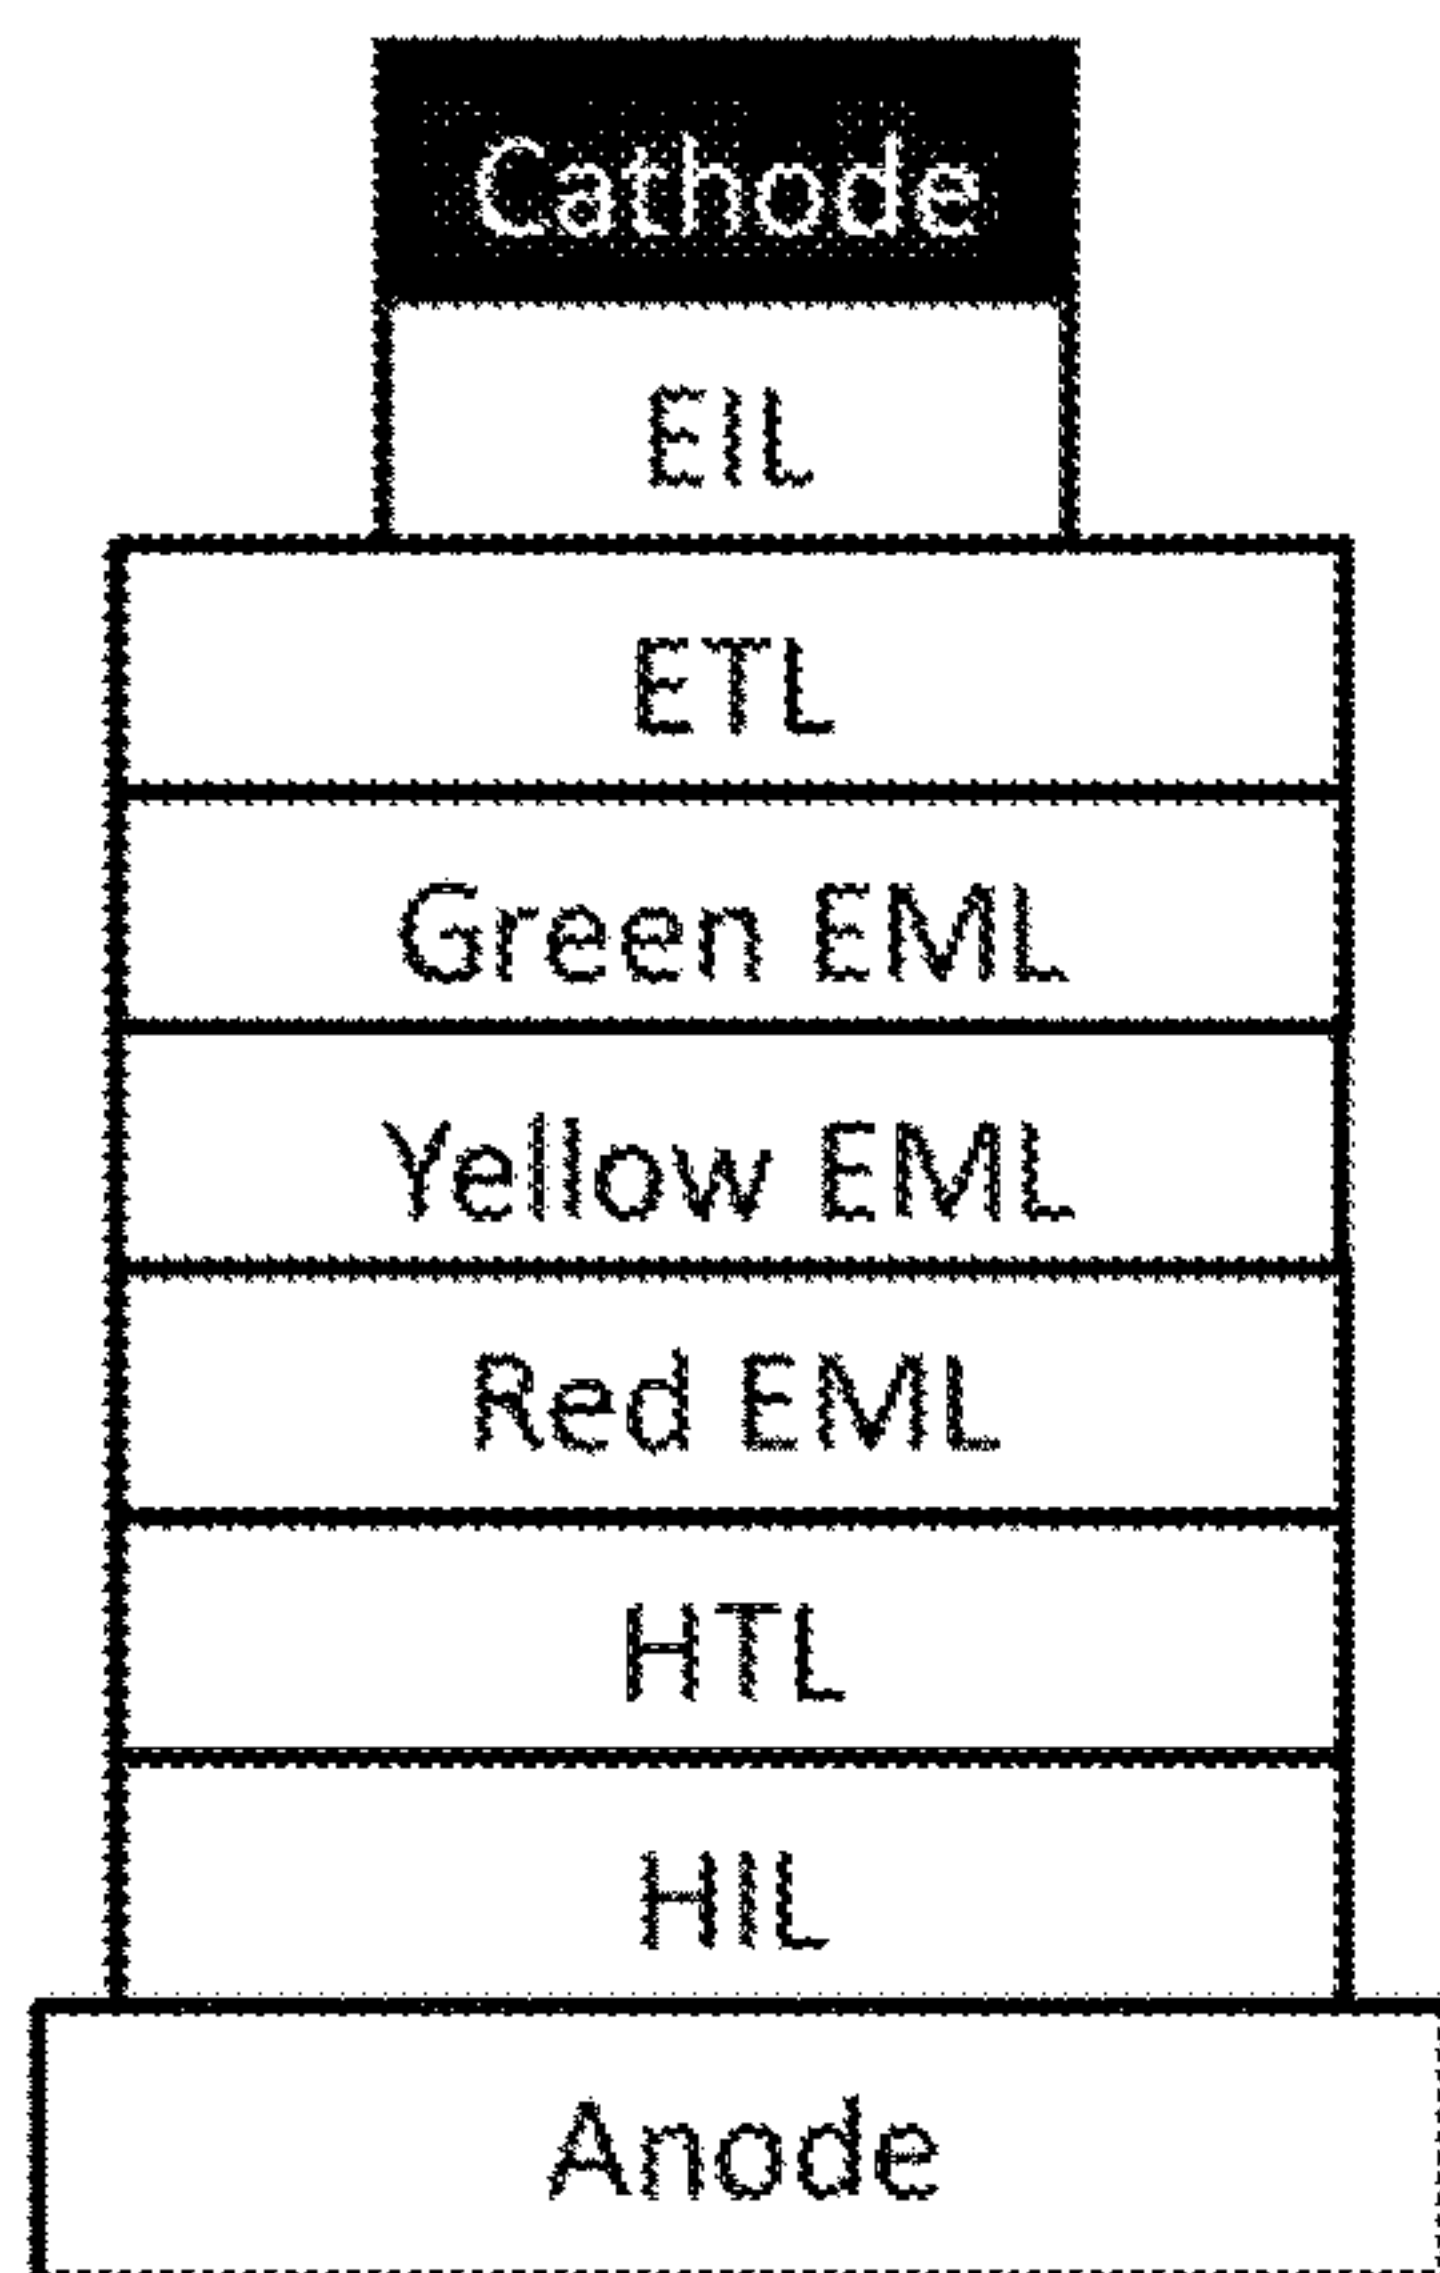 Cathode
EIL
ETL
Green EML
Yellow EML
Red EML
HTL
HIL
Anode